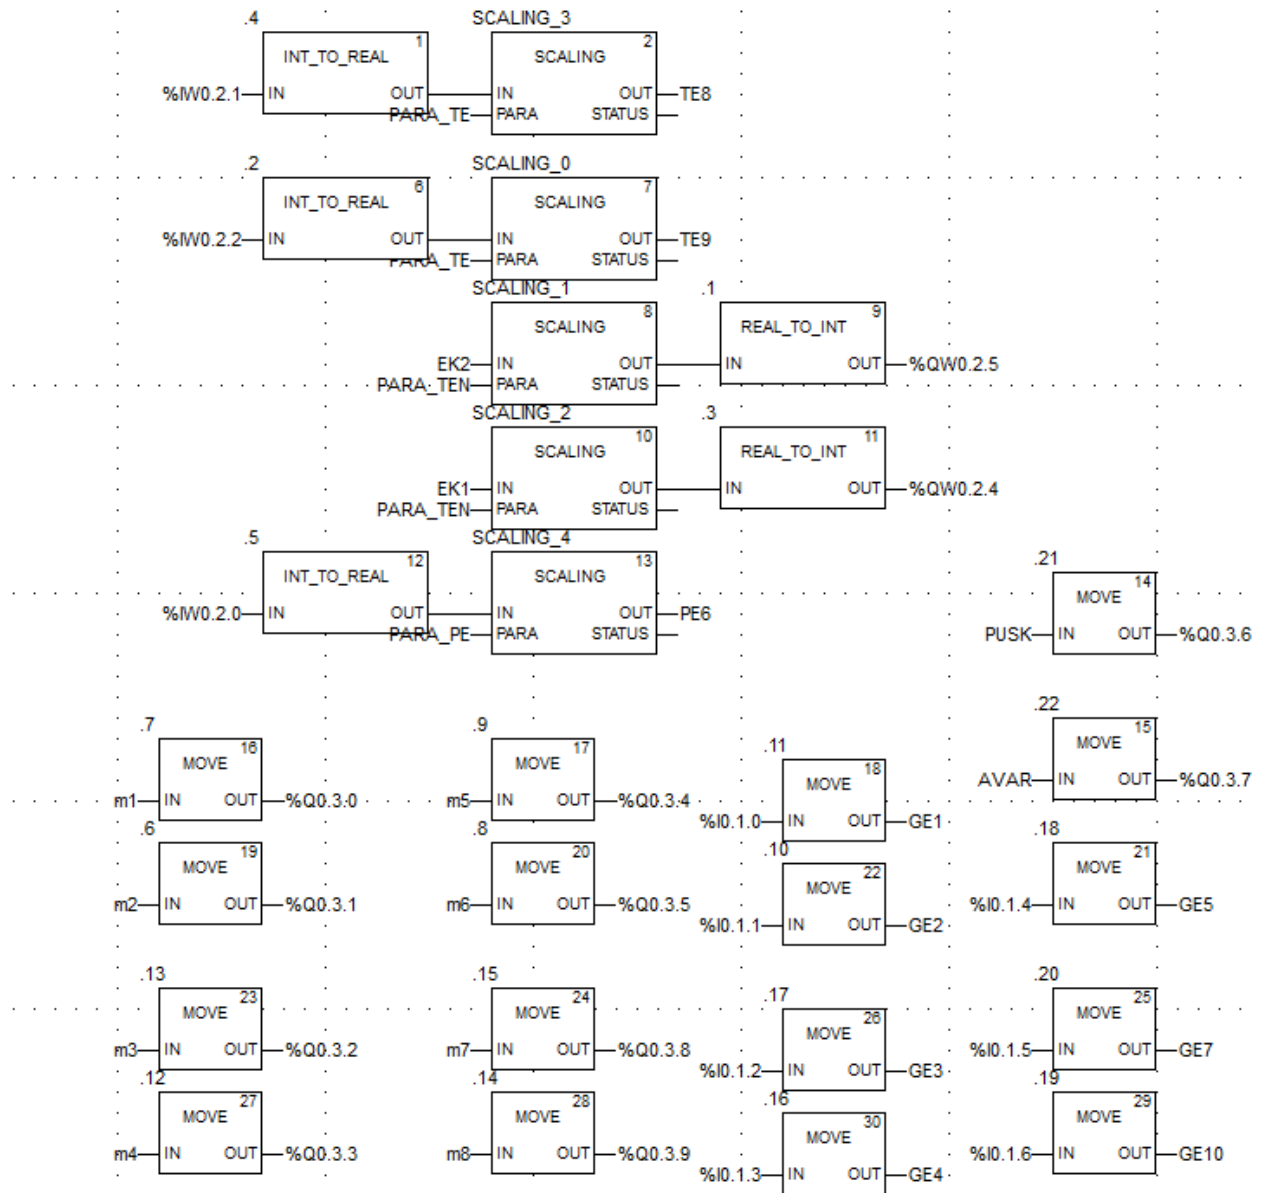 .4 SCALING_3
1 2
INT_TO_REAL SCALING
%IW0.2.1 IN OUT IN OUT TE8
PARA_TE PARA STATUS
.2 SCALING_0
6 7
INT_TO_REAL SCALING
%IW0.2.2 IN OUT IN OUT TE9
PARA_TE PARA STATUS
SCALING_1 .1
8 9
SCALING REAL_TO_INT
EK2 IN OUT IN OUT %QW0.2.5
PARA_TEN PARA STATUS
SCALING_2 .3
10 11
SCALING REAL_TO_INT
EK1 IN OUT IN OUT %QW0.2.4
PARA_TEN PARA STATUS
.5 SCALING_4 .21
12 13 14
INT_TO_REAL SCALING MOVE
%IW0.2.0 IN OUT IN OUT PE6
PARA_PE PARA STATUS PUSK IN OUT %Q0.3.6
.7 .9 .11 .22
16 17 18 15
MOVE MOVE MOVE MOVE
AVAR IN OUT %Q0.3.7
m1 IN OUT %Q0.3.0 m5 IN OUT %Q0.3.4
%I0.1.0 IN OUT GE1
.6 .8 .10 .18
19 20 22 21
MOVE MOVE MOVE MOVE
m2 IN OUT %Q0.3.1 m6 IN OUT %Q0.3.5 %I0.1.4 IN OUT GE5
%I0.1.1 IN OUT GE2
.13 .15 .17 .20
23 24 26 25
MOVE MOVE MOVE MOVE
m3 IN OUT %Q0.3.2 m7 IN OUT %Q0.3.8 %I0.1.5 IN OUT GE7
%I0.1.2 IN OUT GE3
.12 .14 .16 .19
27 28 30 29
MOVE MOVE MOVE MOVE
m4 IN OUT %Q0.3.3 m8 IN OUT %Q0.3.9 %I0.1.6 IN OUT GE10
%I0.1.3 IN OUT GE4